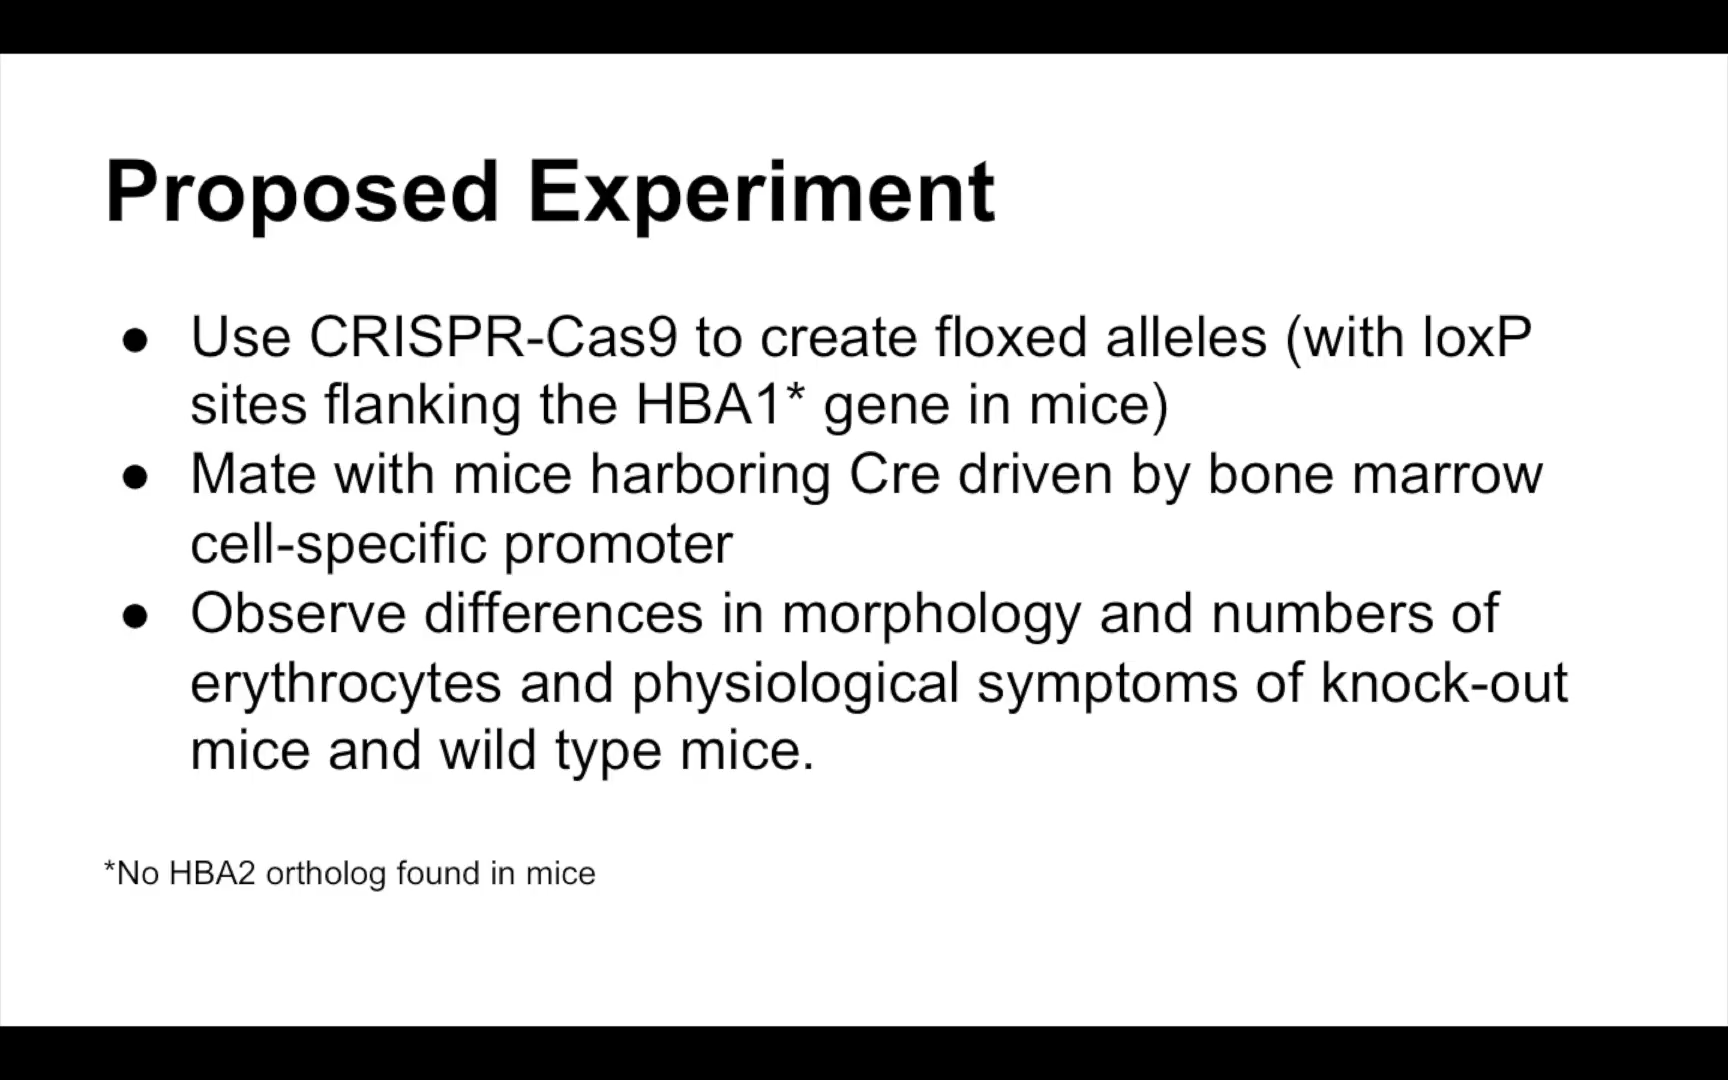 Proposed Experiment
● Use CRISPR-Cas9 to create floxed alleles (with loxP
sites flanking the HBA1* gene in mice)
● Mate with mice harboring Cre driven by bone marrow
cell-specific promoter
● Observe differences in morphology and numbers of
erythrocytes and physiological symptoms of knock-out
mice and wild type mice.
*No HBA2 ortholog found in mice